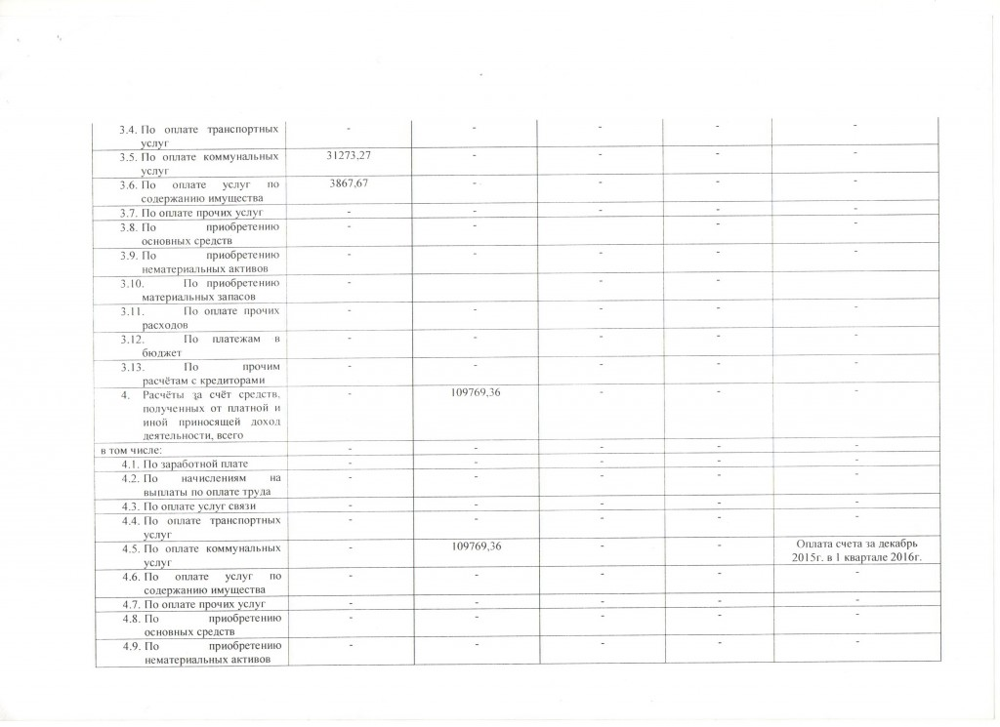 3.4. По оплате транспортных - - - - -
услуг
3.5. По оплате коммунальных 31273,27 - - - -
услуг
3.6. По оплате услуг по 3867,67 - - - -
содержанию имущества
3.7. По оплате прочих услуг - - - - -
3.8. По приобретению - - - -
основных средств
3.9. По приобретению - - - - -
нематериальных активов
3.10. По приобретению - - - -
материальных запасов
3.11. По оплате прочих - - - - -
расходов
3.12. По платежам в - - - - -
бюджет
3.13. По прочим - - - - -
расчётам с кредиторами
4. Расчёты за счёт средств, - 109769,36 - - -
полученных от платной и
иной приносящей доход
деятельности, всего
в том числе: - - - - -
4.1. По заработной плате - - - - -
4.2. По начислениям на - - - - -
выплаты по оплате труда
4.3. По оплате услуг связи - - - - -
4.4. По оплате транспортных - - - - -
услуг
4.5. По оплате коммунальных - 109769,36 - - Оплата счета за декабрь
услуг 2015г. в 1 квартале 2016г.
4.6. По оплате услуг по - - - - -
содержанию имущества
4.7. По оплате прочих услуг - - - - -
4.8. По приобретению - - - - -
основных средств
4.9. По приобретению - - - - -
нематериальных активов